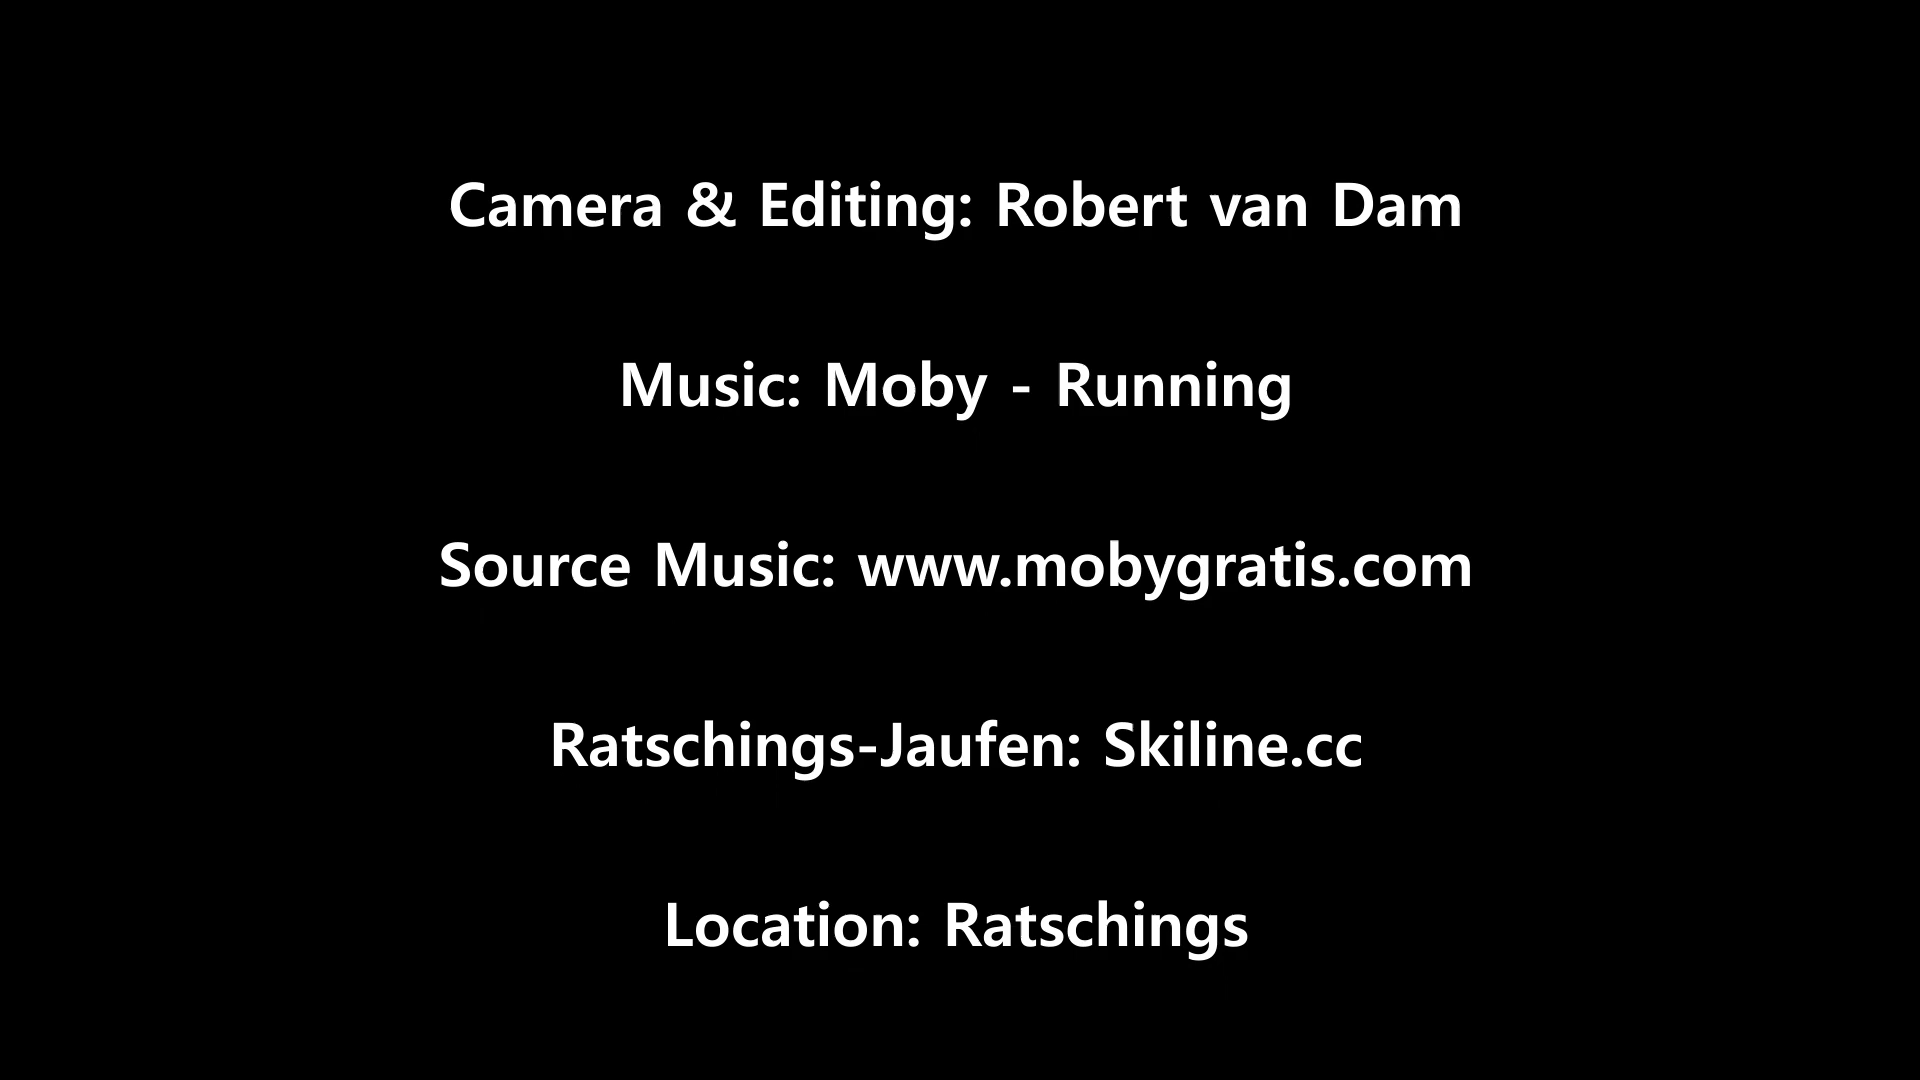 Camera & Editing: Robert van Dam
Music: Moby - Running
Source Music: www.mobygratis.com
Ratschings-Jaufen: Skiline.cc
Location: Ratschings